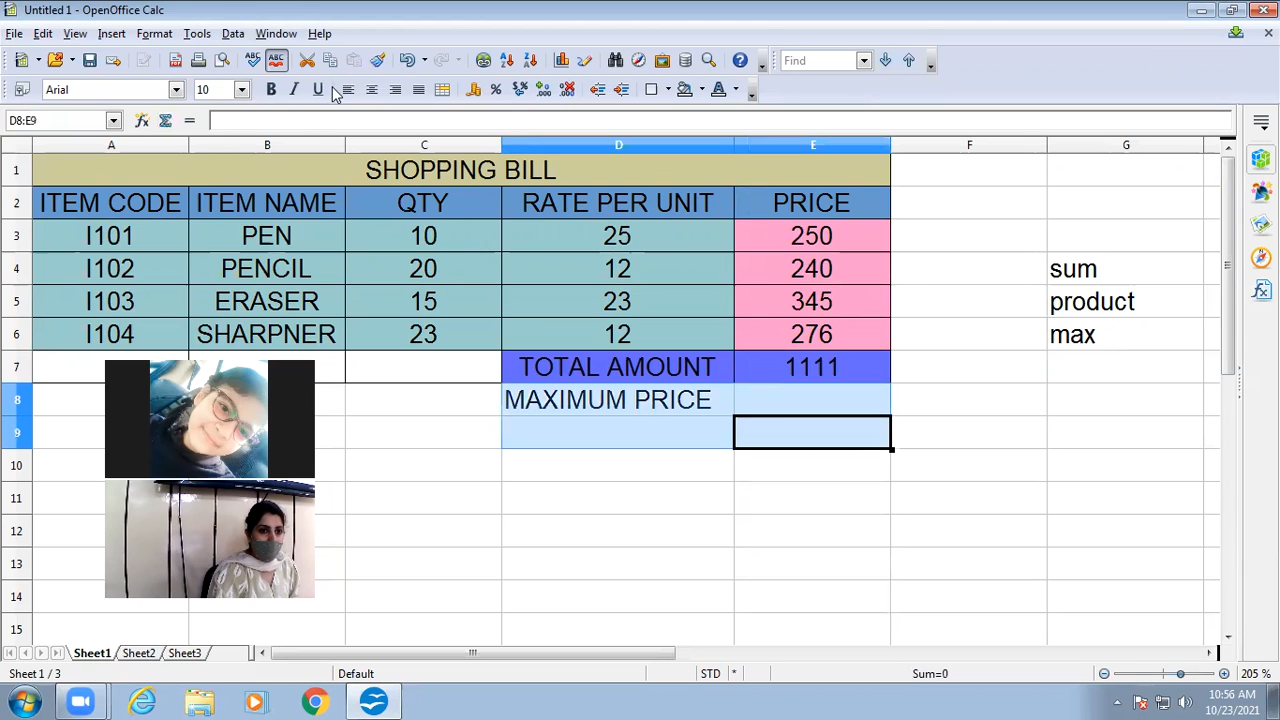 Untitled 1 - OpenOffice Calc
File Edit View Insert Format Tools Data Window Help
ABC ABC Find
Arial 10 B I U
D8:E9
A B C D E F G
1 SHOPPING BILL
2 ITEM CODE ITEM NAME QTY RATE PER UNIT PRICE
3 I101 PEN 10 25 250
4 I102 PENCIL 20 12 240 sum
5 I103 ERASER 15 23 345 product
6 I104 SHARPNER 23 12 276 max
7 TOTAL AMOUNT 1111
8 MAXIMUM PRICE
9
10
11
12
13
14
15
Sheet1 Sheet2 Sheet3
Sheet 1 / 3 Default STD * Sum=0 205 %
10:56 AM
10/23/2021